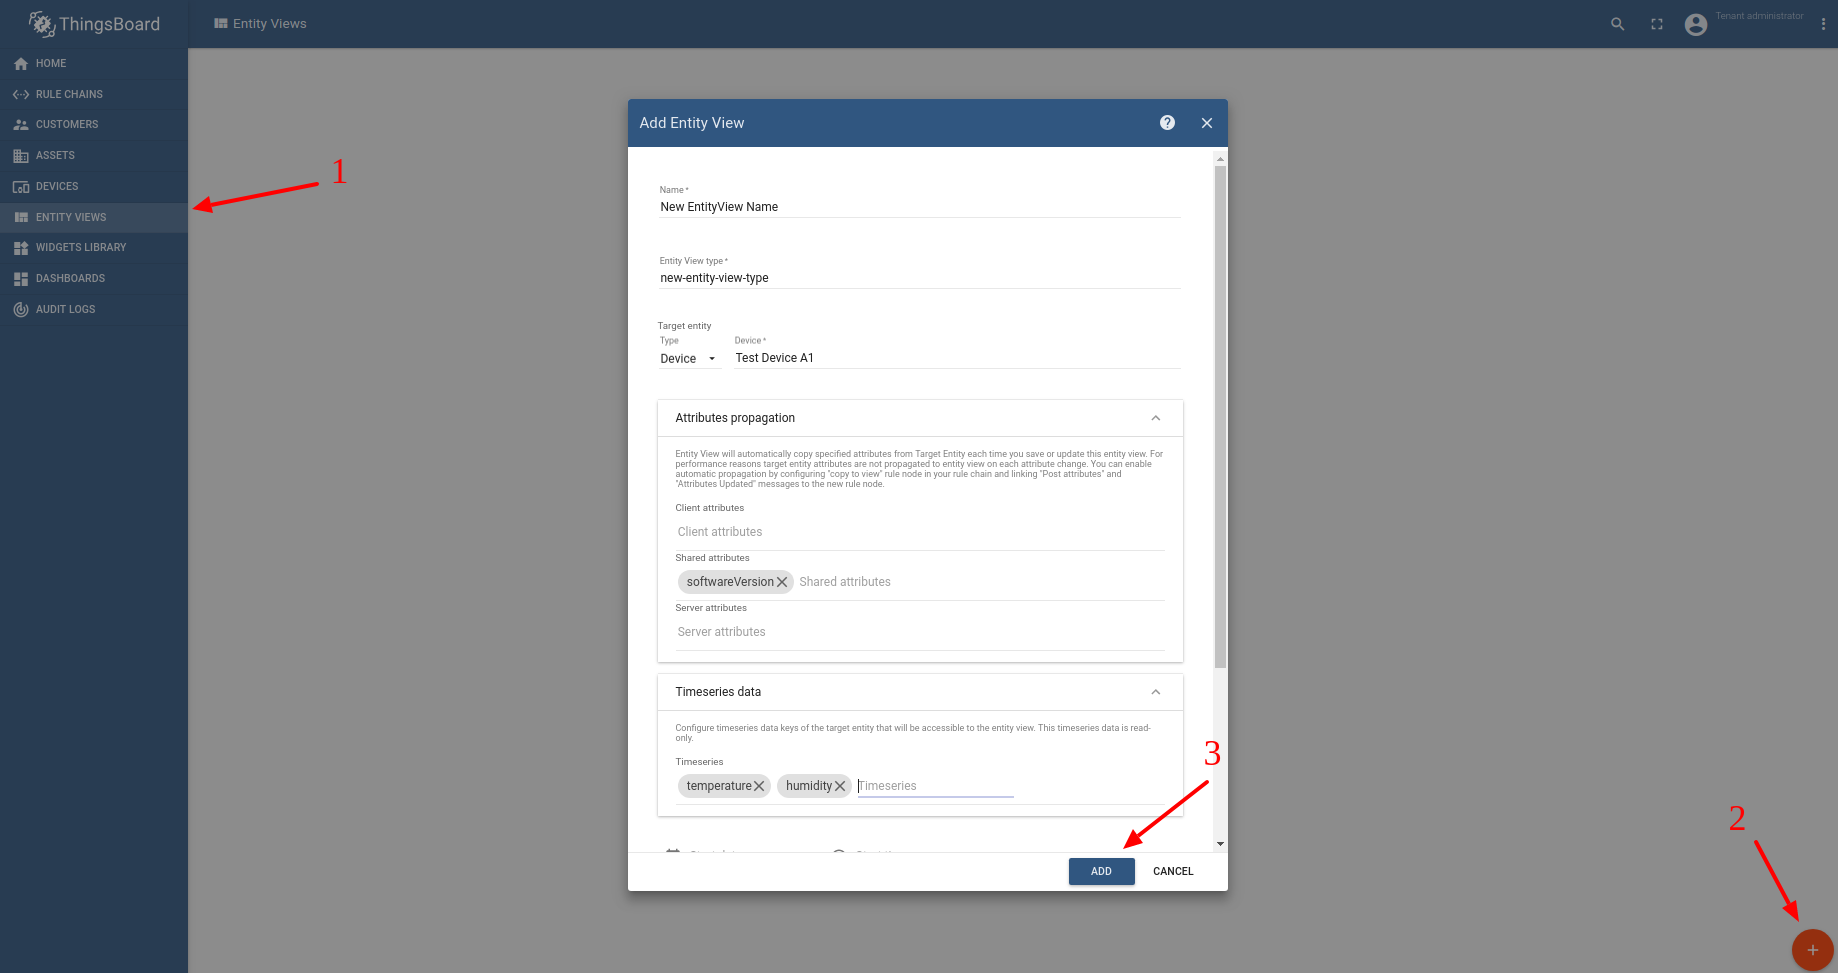 ThingsBoard
Entity Views
Tenant administrator
HOME
RULE CHAINS
CUSTOMERS
ASSETS
DEVICES
ENTITY VIEWS
WIDGETS LIBRARY
DASHBOARDS
AUDIT LOGS
1
Add Entity View
Name *
New EntityView Name
Entity View type *
new-entity-view-type
Target entity
Type
Device
Device *
Test Device A1
Attributes propagation
Entity View will automatically copy specified attributes from Target Entity each time you save or update this entity view. For
performance reasons target entity attributes are not propagated to entity view on each attribute change. You can enable
automatic propagation by configuring "copy to view" rule node in your rule chain and linking "Post attributes" and
"Attributes Updated" messages to the new rule node.
Client attributes
Client attributes
Shared attributes
softwareVersion Shared attributes
Server attributes
Server attributes
Timeseries data
Configure timeseries data keys of the target entity that will be accessible to the entity view. This timeseries data is read-
only.
Timeseries
temperature humidity Timeseries
3
ADD CANCEL
2